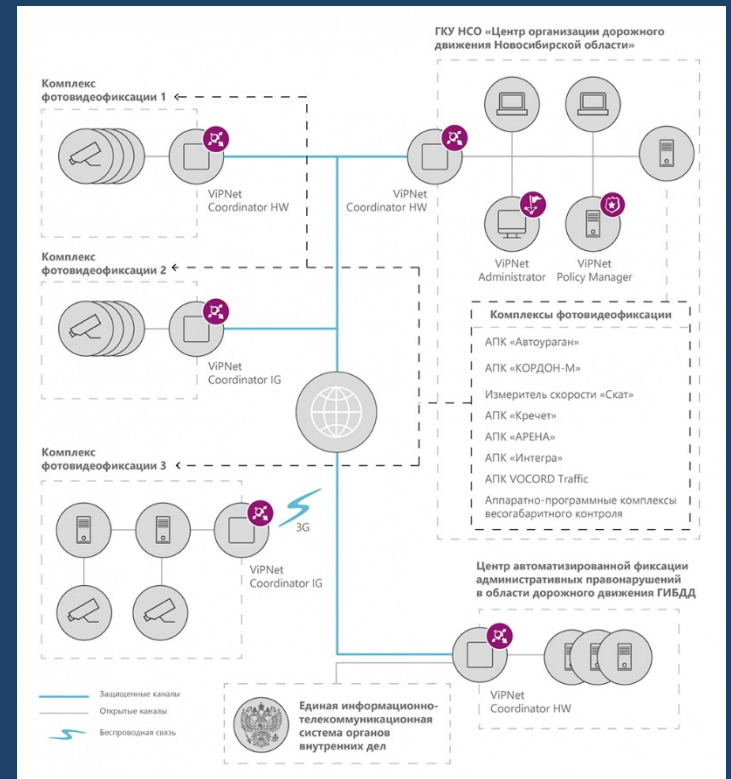 ГКУ НСО «Центр организации дорожного
движения Новосибирской области»
Комплекс
фотовидеофиксации 1
ViPNet
Coordinator HW
ViPNet
Coordinator HW
ViPNet
Administrator
ViPNet
Policy Manager
Комплекс
фотовидеофиксации 2
ViPNet
Coordinator IG
Комплексы фотовидеофиксации
АПК «Автоураган»
АПК «КОРДОН-М»
Измеритель скорости «Скат»
АПК «Кречет»
АПК «АРЕНА»
АПК «Интегра»
АПК VOCORD Traffic
Аппаратно-программные комплексы
весогабаритного контроля
Комплекс
фотовидеофиксации 3
3G
ViPNet
Coordinator IG
Центр автоматизированной фиксации
административных правонарушений
в области дорожного движения ГИБДД
ViPNet
Coordinator HW
Защищенные каналы
Открытые каналы
Беспроводная связь
Единая информационно-
телекоммуникационная
система органов
внутренних дел